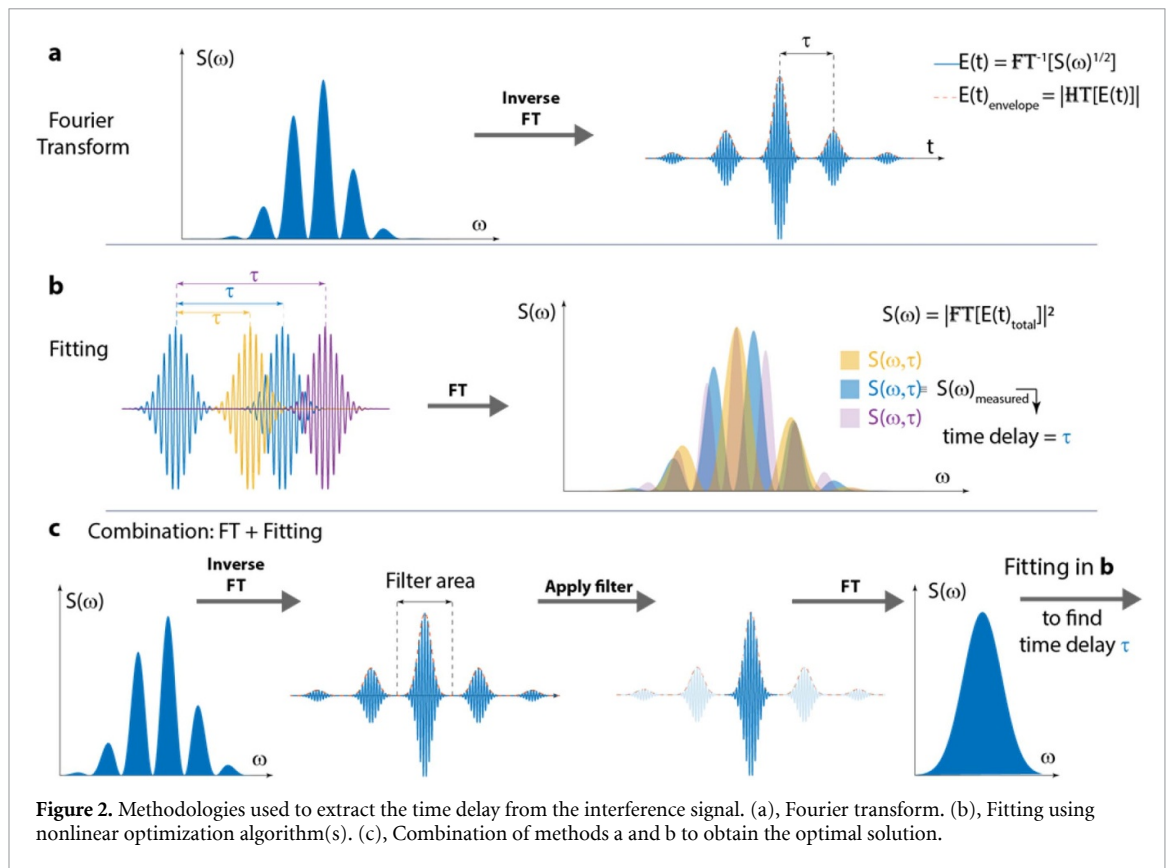 a
Fourier
Transform
S(ω)
ω
Inverse
FT
τ
t
E(t) = FT⁻¹[S(ω)¹ᐟ²]
E(t)envelope = |HT[E(t)]|
b
Fitting
τ
τ
τ
FT
S(ω)
ω
S(ω) = |FT[E(t)total]|²
S(ω,τ)
S(ω,τ)≡ S(ω)measured
S(ω,τ)
time delay = τ
c Combination: FT + Fitting
S(ω)
ω
Inverse
FT
Filter area
Apply filter
FT
S(ω)
ω
Fitting in b
to find
time delay τ
Figure 2. Methodologies used to extract the time delay from the interference signal. (a), Fourier transform. (b), Fitting using
nonlinear optimization algorithm(s). (c), Combination of methods a and b to obtain the optimal solution.